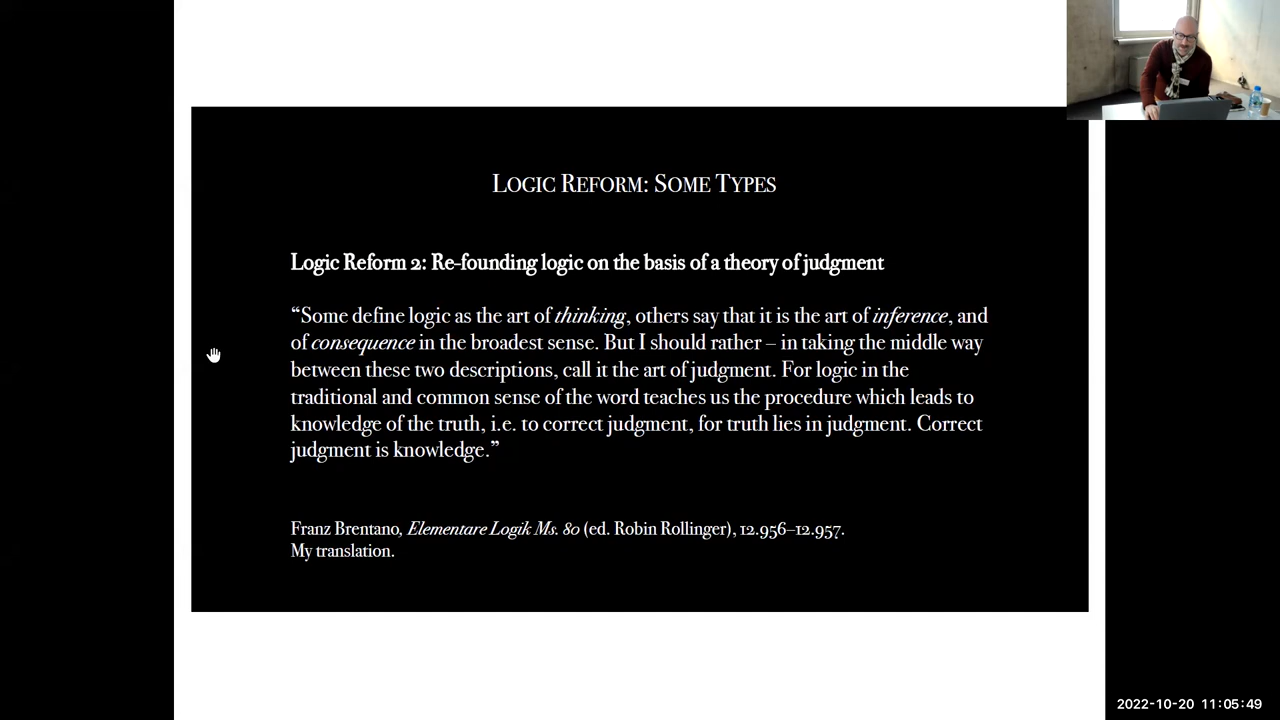 LOGIC REFORM: SOME TYPES
Logic Reform 2: Re-founding logic on the basis of a theory of judgment
“Some define logic as the art of thinking, others say that it is the art of inference, and
of consequence in the broadest sense. But I should rather – in taking the middle way
between these two descriptions, call it the art of judgment. For logic in the
traditional and common sense of the word teaches us the procedure which leads to
knowledge of the truth, i.e. to correct judgment, for truth lies in judgment. Correct
judgment is knowledge.”
Franz Brentano, Elementare Logik Ms. 80 (ed. Robin Rollinger), 12.956–12.957.
My translation.
2022-10-20 11:05:49